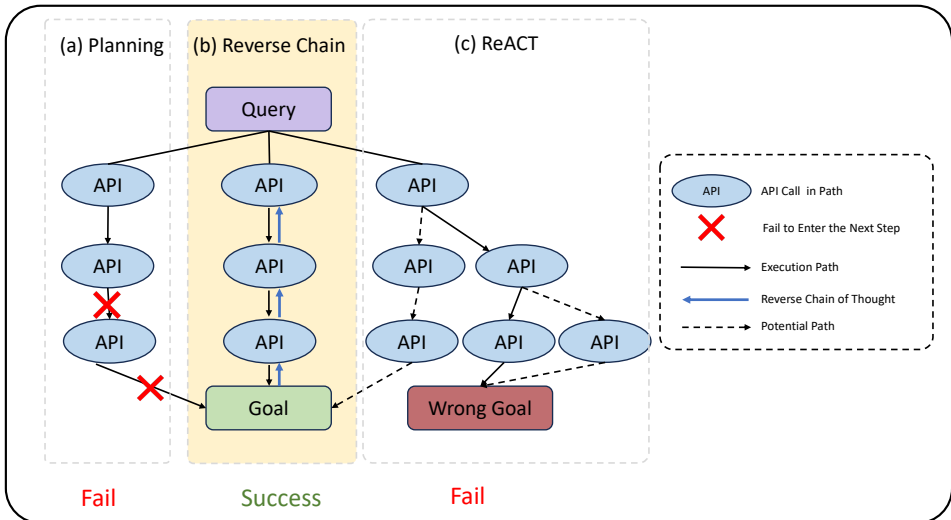 (a) Planning
(b) Reverse Chain
(c) ReACT
Query
API
API
API
API
API
API
API
API
API
API
API
API
Goal
Wrong Goal
Fail
Success
Fail
API
API Call in Path
Fail to Enter the Next Step
Execution Path
Reverse Chain of Thought
Potential Path